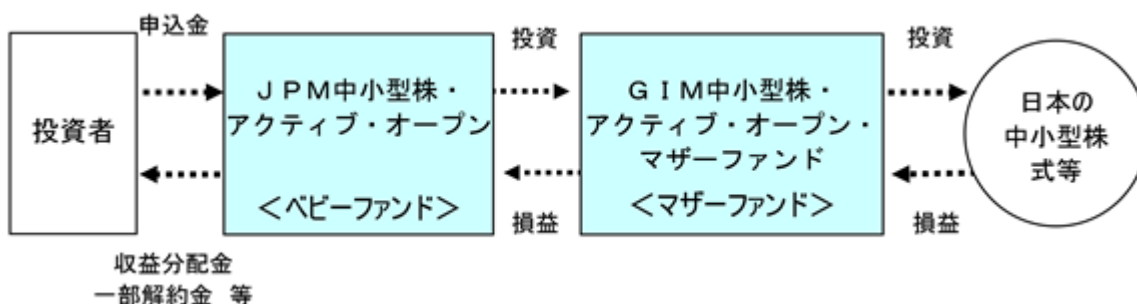 申込金
投資者
収益分配金
一部解約金 等
ＪＰＭ中小型株・
アクティブ・オープン
＜ベビーファンド＞
投資
損益
ＧＩＭ中小型株・
アクティブ・オープン・
マザーファンド
＜マザーファンド＞
投資
損益
日本の
中小型株
式等